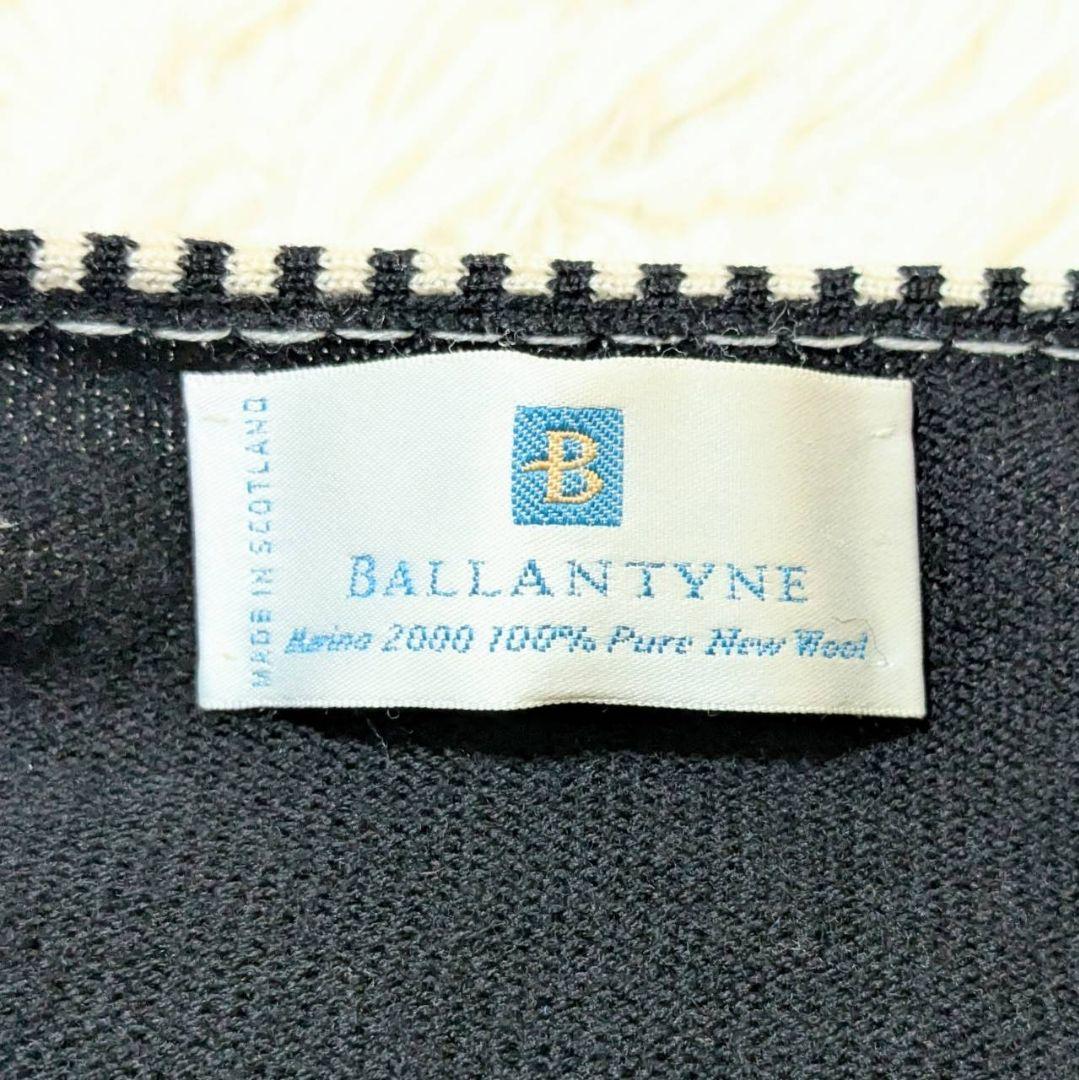 MADE IN SCOTLAND
B
BALLANTYNE
Merino 2000 100% Pure New Wool